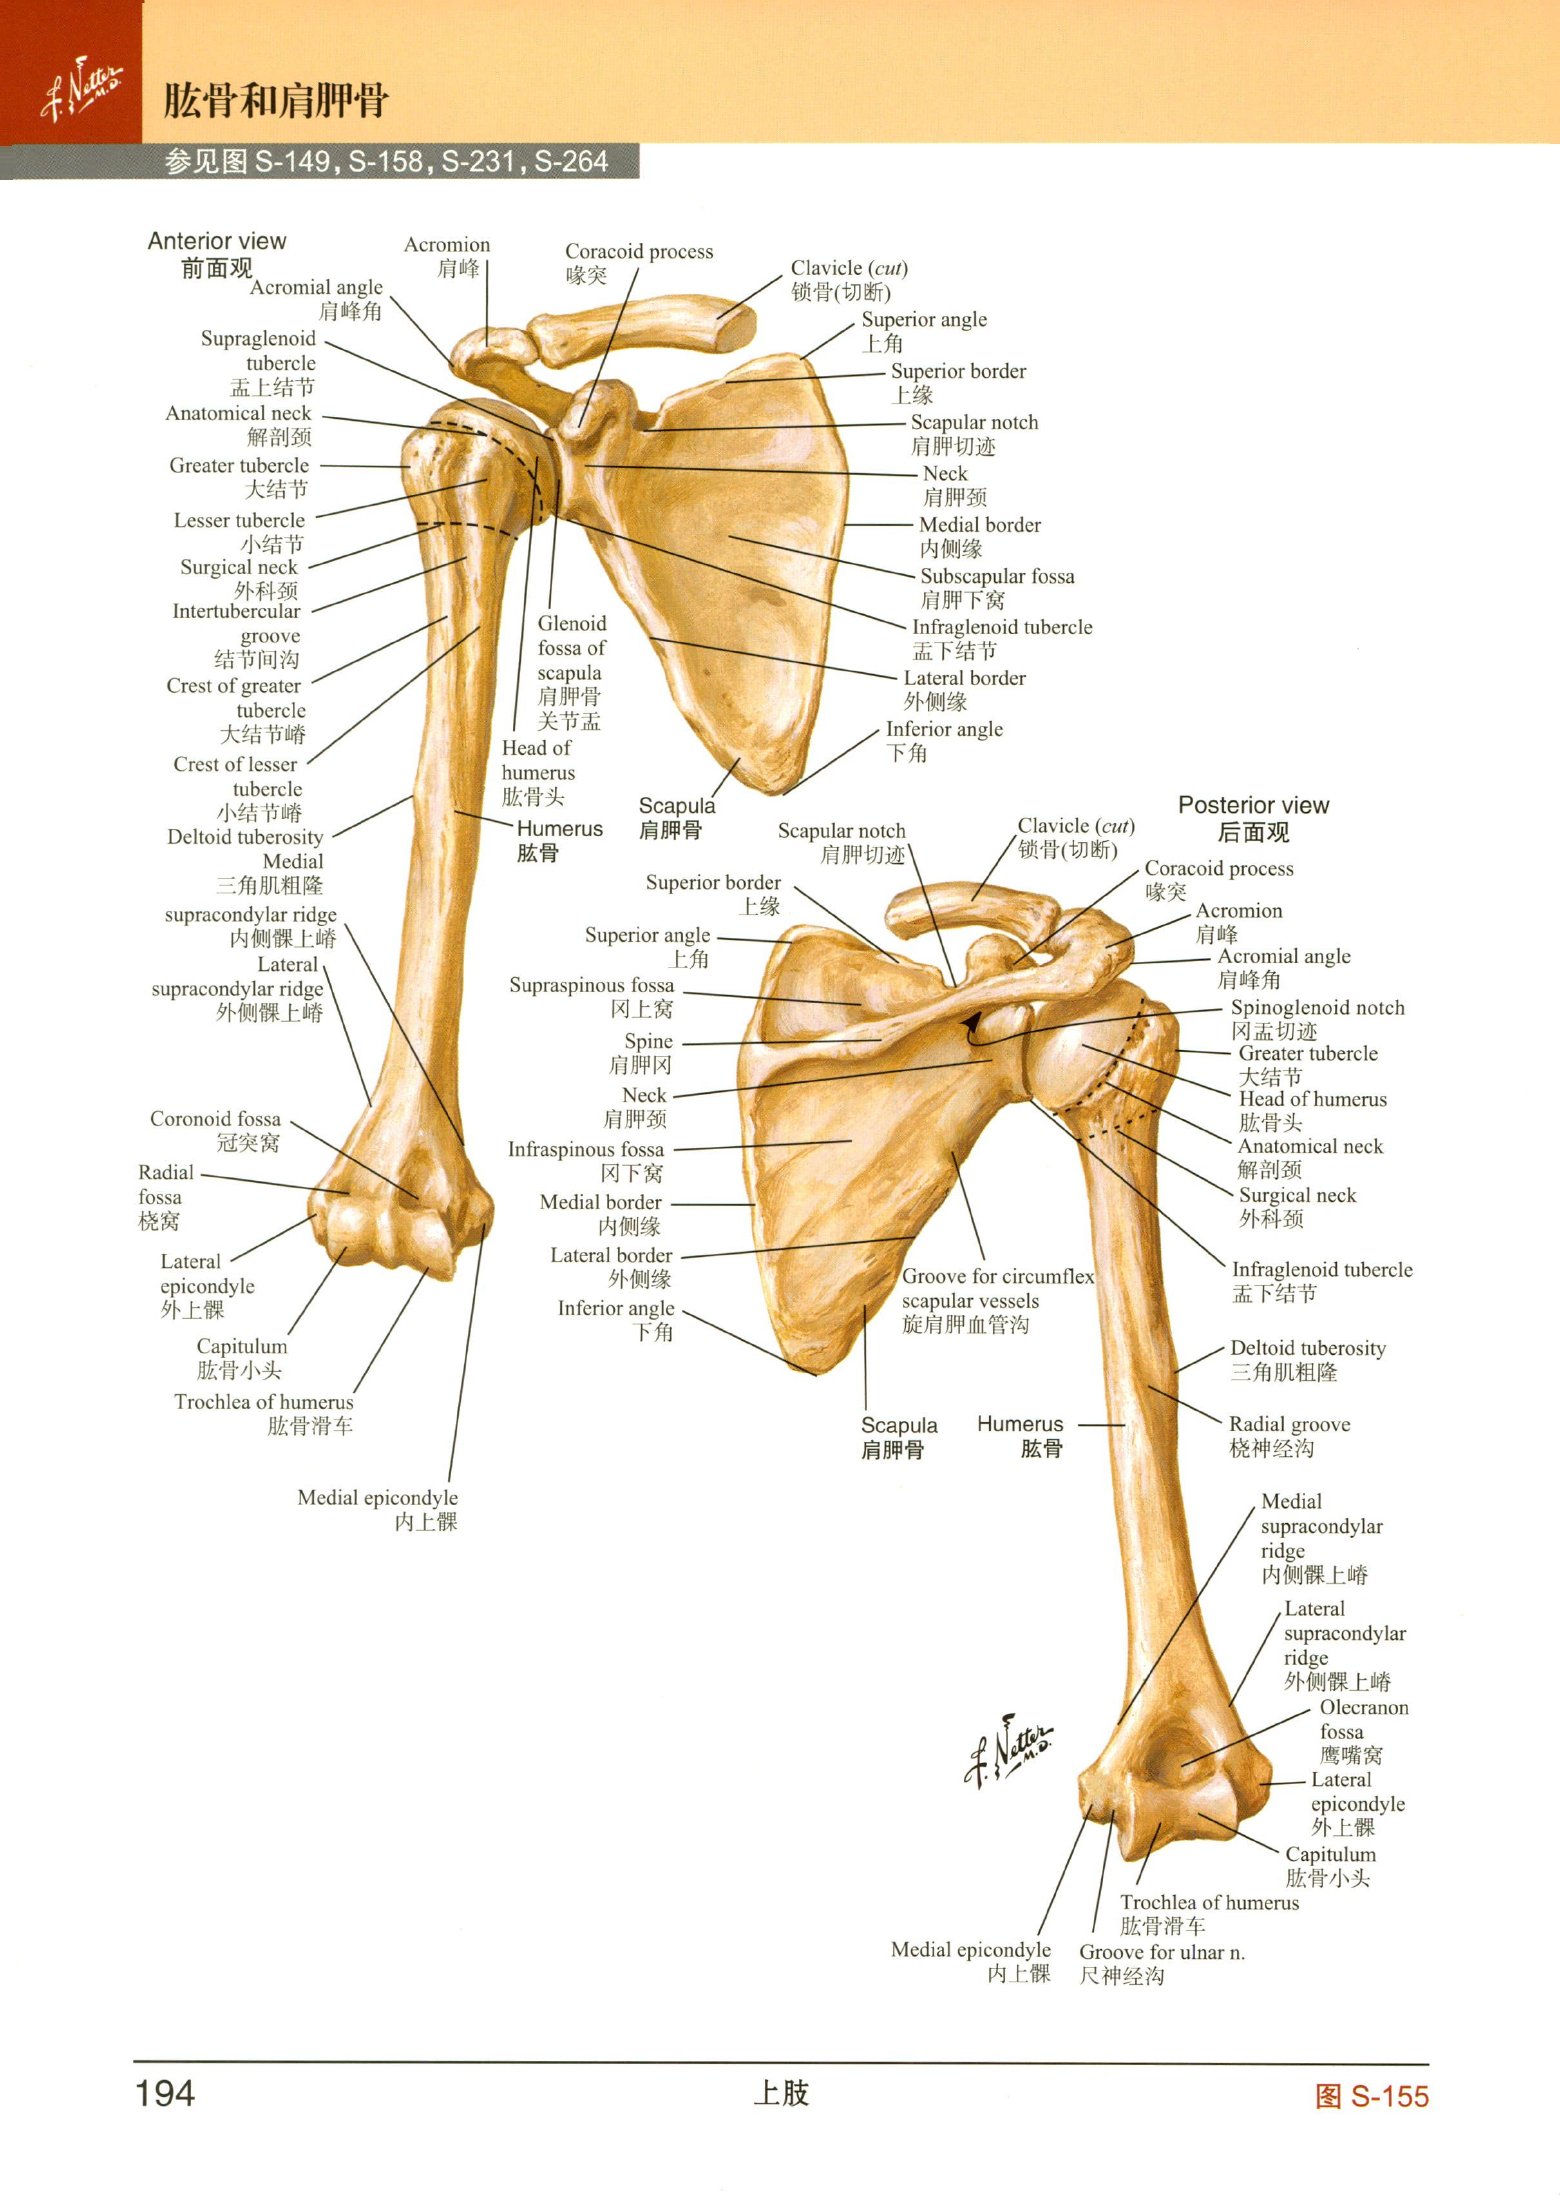 F. Netter M.D.
肱骨和肩胛骨
参见图 S-149, S-158, S-231, S-264
Anterior view
前面观
Acromion
肩峰
Coracoid process
喙突
Clavicle (cut)
锁骨(切断)
Acromial angle
肩峰角
Supraglenoid
tubercle
盂上结节
Anatomical neck
解剖颈
Greater tubercle
大结节
Lesser tubercle
小结节
Surgical neck
外科颈
Intertubercular
groove
结节间沟
Crest of greater
tubercle
大结节嵴
Crest of lesser
tubercle
小结节嵴
Deltoid tuberosity
Medial
三角肌粗隆
supracondylar ridge
内侧髁上嵴
Lateral
supracondylar ridge
外侧髁上嵴
Coronoid fossa
冠突窝
Radial
fossa
桡窝
Lateral
epicondyle
外上髁
Capitulum
肱骨小头
Trochlea of humerus
肱骨滑车
Medial epicondyle
内上髁
Superior angle
上角
Superior border
上缘
Scapular notch
肩胛切迹
Neck
肩胛颈
Medial border
内侧缘
Subscapular fossa
肩胛下窝
Infraglenoid tubercle
盂下结节
Lateral border
外侧缘
Inferior angle
下角
Glenoid
fossa of
scapula
肩胛骨
关节盂
Head of
humerus
肱骨头
Humerus
肱骨
Scapula
肩胛骨
Posterior view
后面观
Scapular notch
肩胛切迹
Clavicle (cut)
锁骨(切断)
Superior border
上缘
Superior angle
上角
Supraspinous fossa
冈上窝
Spine
肩胛冈
Neck
肩胛颈
Infraspinous fossa
冈下窝
Medial border
内侧缘
Lateral border
外侧缘
Inferior angle
下角
Coracoid process
喙突
Acromion
肩峰
Acromial angle
肩峰角
Spinoglenoid notch
冈盂切迹
Greater tubercle
大结节
Head of humerus
肱骨头
Anatomical neck
解剖颈
Surgical neck
外科颈
Infraglenoid tubercle
盂下结节
Groove for circumflex
scapular vessels
旋肩胛血管沟
Deltoid tuberosity
三角肌粗隆
Radial groove
桡神经沟
Scapula
肩胛骨
Humerus
肱骨
Medial
supracondylar
ridge
内侧髁上嵴
Lateral
supracondylar
ridge
外侧髁上嵴
Olecranon
fossa
鹰嘴窝
Lateral
epicondyle
外上髁
Capitulum
肱骨小头
Trochlea of humerus
肱骨滑车
Medial epicondyle
内上髁
Groove for ulnar n.
尺神经沟
F. Netter M.D.
194
上肢
图 S-155